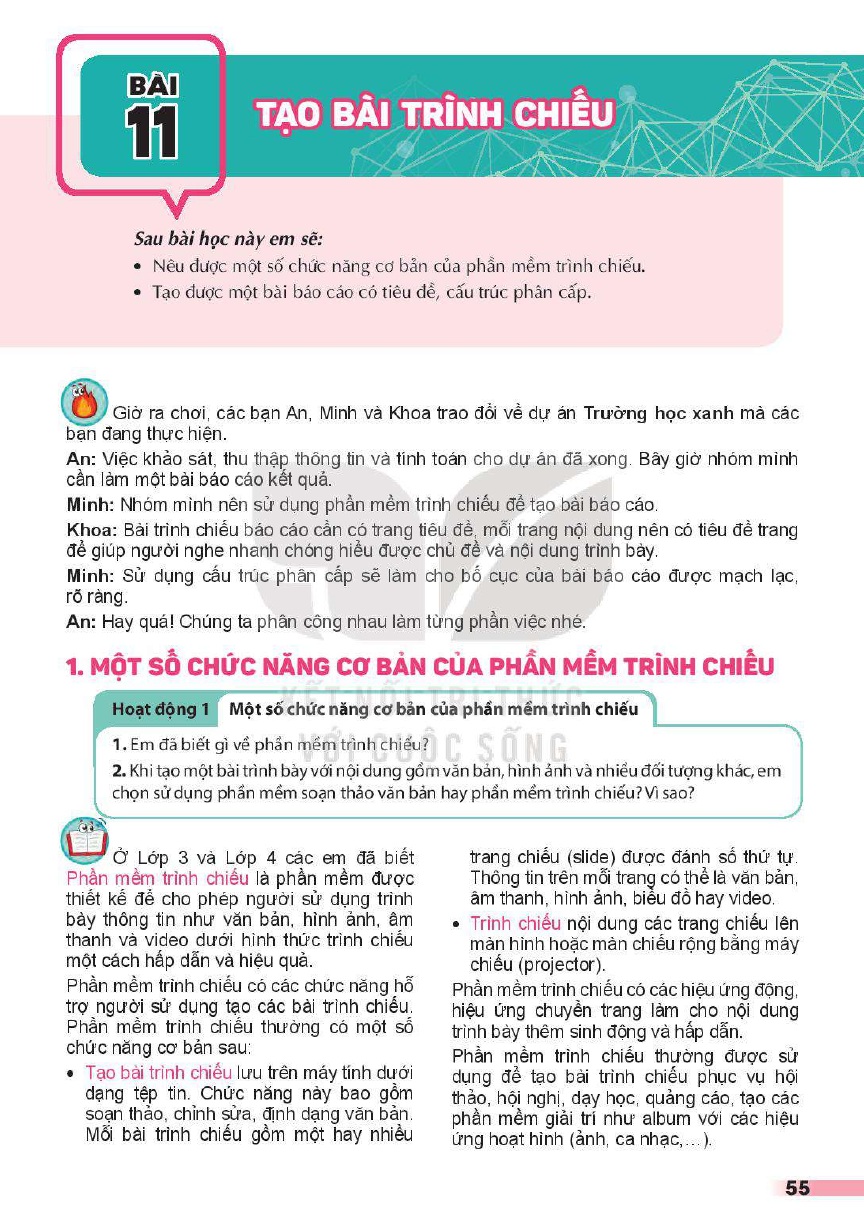 BÀI
11
TẠO BÀI TRÌNH CHIẾU
Sau bài học này em sẽ:
• Nêu được một số chức năng cơ bản của phần mềm trình chiếu.
• Tạo được một bài báo cáo có tiêu đề, cấu trúc phân cấp.
Giờ ra chơi, các bạn An, Minh và Khoa trao đổi về dự án Trường học xanh mà các
bạn đang thực hiện.
An: Việc khảo sát, thu thập thông tin và tính toán cho dự án đã xong. Bây giờ nhóm mình
cần làm một bài báo cáo kết quả.
Minh: Nhóm mình nên sử dụng phần mềm trình chiếu để tạo bài báo cáo.
Khoa: Bài trình chiếu báo cáo cần có trang tiêu đề, mỗi trang nội dung nên có tiêu đề trang
để giúp người nghe nhanh chóng hiểu được chủ đề và nội dung trình bày.
Minh: Sử dụng cấu trúc phân cấp sẽ làm cho bố cục của bài báo cáo được mạch lạc,
rõ ràng.
An: Hay quá! Chúng ta phân công nhau làm từng phần việc nhé.
1. MỘT SỐ CHỨC NĂNG CƠ BẢN CỦA PHẦN MỀM TRÌNH CHIẾU
KẾT NỐI TRI THỨC
VỚI CUỘC SỐNG
Hoạt động 1 Một số chức năng cơ bản của phần mềm trình chiếu
1. Em đã biết gì về phần mềm trình chiếu?
2. Khi tạo một bài trình bày với nội dung gồm văn bản, hình ảnh và nhiều đối tượng khác, em
chọn sử dụng phần mềm soạn thảo văn bản hay phần mềm trình chiếu? Vì sao?
Ở Lớp 3 và Lớp 4 các em đã biết
Phần mềm trình chiếu là phần mềm được
thiết kế để cho phép người sử dụng trình
bày thông tin như văn bản, hình ảnh, âm
thanh và video dưới hình thức trình chiếu
một cách hấp dẫn và hiệu quả.
Phần mềm trình chiếu có các chức năng hỗ
trợ người sử dụng tạo các bài trình chiếu.
Phần mềm trình chiếu thường có một số
chức năng cơ bản sau:
• Tạo bài trình chiếu lưu trên máy tính dưới
dạng tệp tin. Chức năng này bao gồm
soạn thảo, chỉnh sửa, định dạng văn bản.
Mỗi bài trình chiếu gồm một hay nhiều
trang chiếu (slide) được đánh số thứ tự.
Thông tin trên mỗi trang có thể là văn bản,
âm thanh, hình ảnh, biểu đồ hay video.
• Trình chiếu nội dung các trang chiếu lên
màn hình hoặc màn chiếu rộng bằng máy
chiếu (projector).
Phần mềm trình chiếu có các hiệu ứng động,
hiệu ứng chuyển trang làm cho nội dung
trình bày thêm sinh động và hấp dẫn.
Phần mềm trình chiếu thường được sử
dụng để tạo bài trình chiếu phục vụ hội
thảo, hội nghị, dạy học, quảng cáo, tạo các
phần mềm giải trí như album với các hiệu
ứng hoạt hình (ảnh, ca nhạc,…).
55